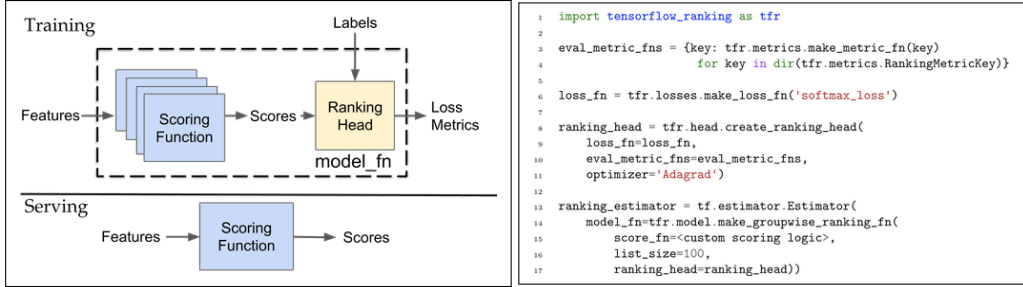 Training
Labels
Features
Scoring
Function
Scores
Ranking
Head
Loss
Metrics
model_fn
Serving
Features
Scoring
Function
Scores
1 import tensorflow_ranking as tfr
2
3 eval_metric_fns = {key: tfr.metrics.make_metric_fn(key)
4 for key in dir(tfr.metrics.RankingMetricKey)}
5
6 loss_fn = tfr.losses.make_loss_fn('softmax_loss')
7
8 ranking_head = tfr.head.create_ranking_head(
9 loss_fn=loss_fn,
10 eval_metric_fns=eval_metric_fns,
11 optimizer='Adagrad')
12
13 ranking_estimator = tf.estimator.Estimator(
14 model_fn=tfr.model.make_groupwise_ranking_fn(
15 score_fn=<custom scoring logic>,
16 list_size=100,
17 ranking_head=ranking_head))